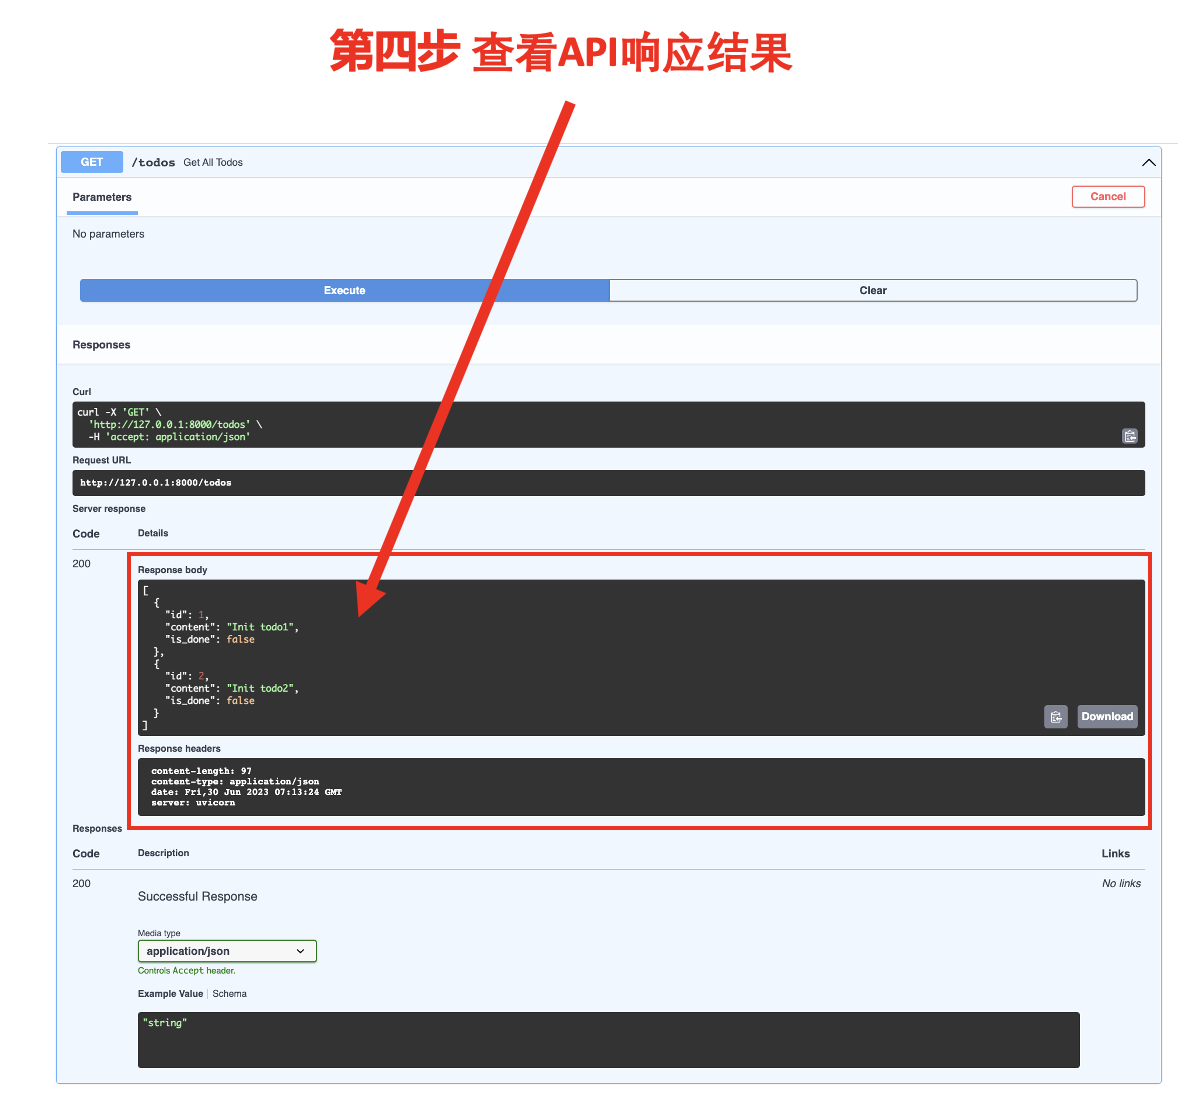 第四步 查看API响应结果
GET /todos Get All Todos
Parameters
Cancel
No parameters
Execute
Clear
Responses
Curl
curl -X 'GET' \
'http://127.0.0.1:8000/todos' \
-H 'accept: application/json'
Request URL
http://127.0.0.1:8000/todos
Server response
Code Details
200
Response body
[
{
"id": 1,
"content": "Init todo1",
"is_done": false
},
{
"id": 2,
"content": "Init todo2",
"is_done": false
}
]
Download
Response headers
content-length: 97
content-type: application/json
date: Fri,30 Jun 2023 07:13:24 GMT
server: uvicorn
Responses
Code Description Links
200
Successful Response
No links
Media type
application/json
Controls Accept header.
Example Value Schema
"string"